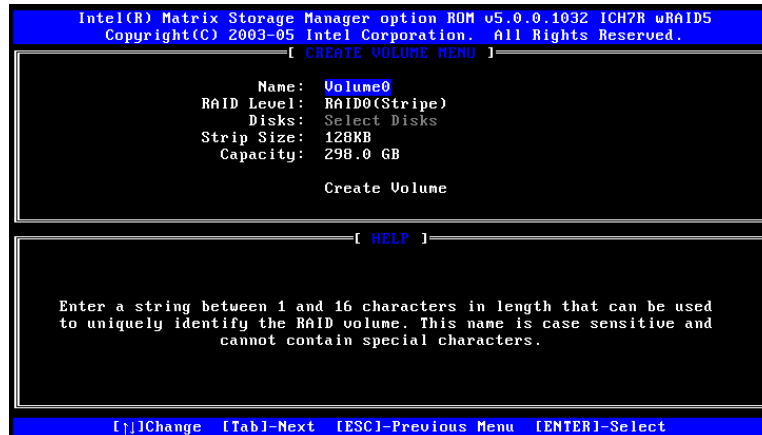 Intel(R) Matrix Storage Manager option ROM v5.0.0.1032 ICH7R wRAID5
Copyright(C) 2003-05 Intel Corporation. All Rights Reserved.
[ CREATE VOLUME MENU ]
Name: Volume0
RAID Level: RAID0(Stripe)
Disks: Select Disks
Strip Size: 128KB
Capacity: 298.0 GB
Create Volume
[ HELP ]
Enter a string between 1 and 16 characters in length that can be used
to uniquely identify the RAID volume. This name is case sensitive and
cannot contain special characters.
[↑↓]Change [Tab]-Next [ESC]-Previous Menu [ENTER]-Select